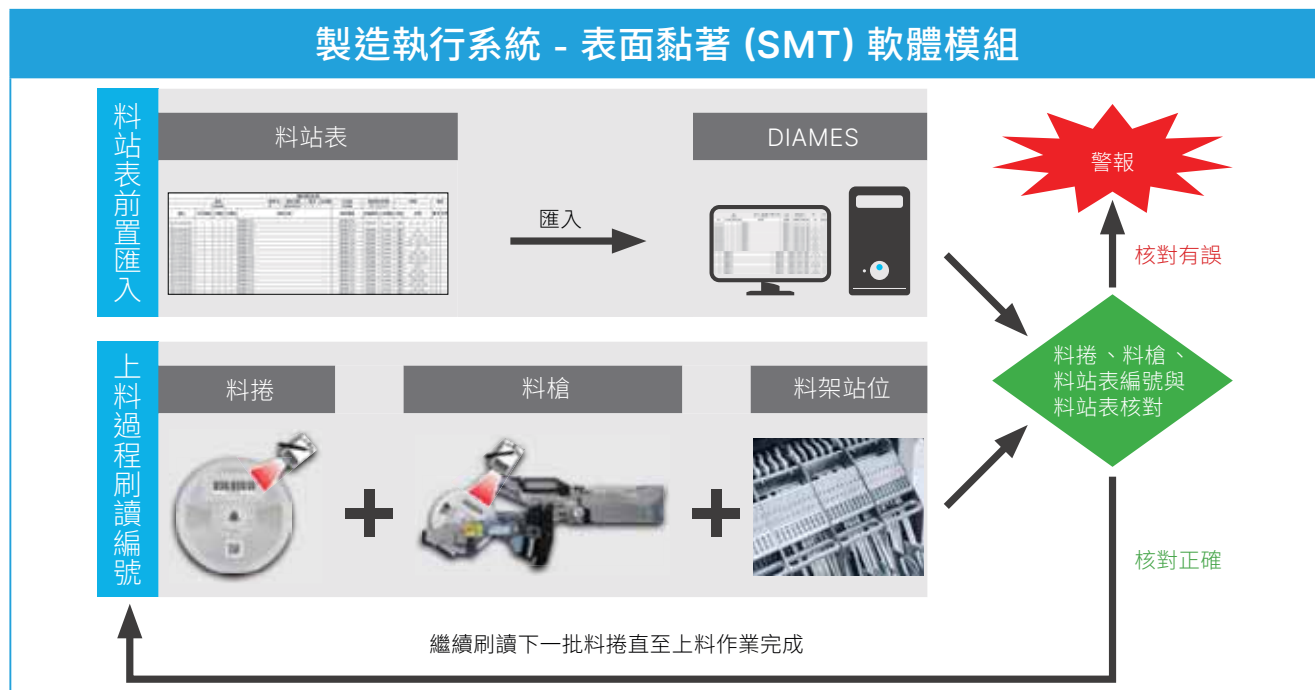 製造執行系統 - 表面黏著 (SMT) 軟體模組
料站表前置匯入
料站表
DIAMES
匯入
警報
核對有誤
料捲、料槍、
料站表編號與
料站表核對
上料過程刷讀編號
料捲
料槍
料架站位
核對正確
繼續刷讀下一批料捲直至上料作業完成